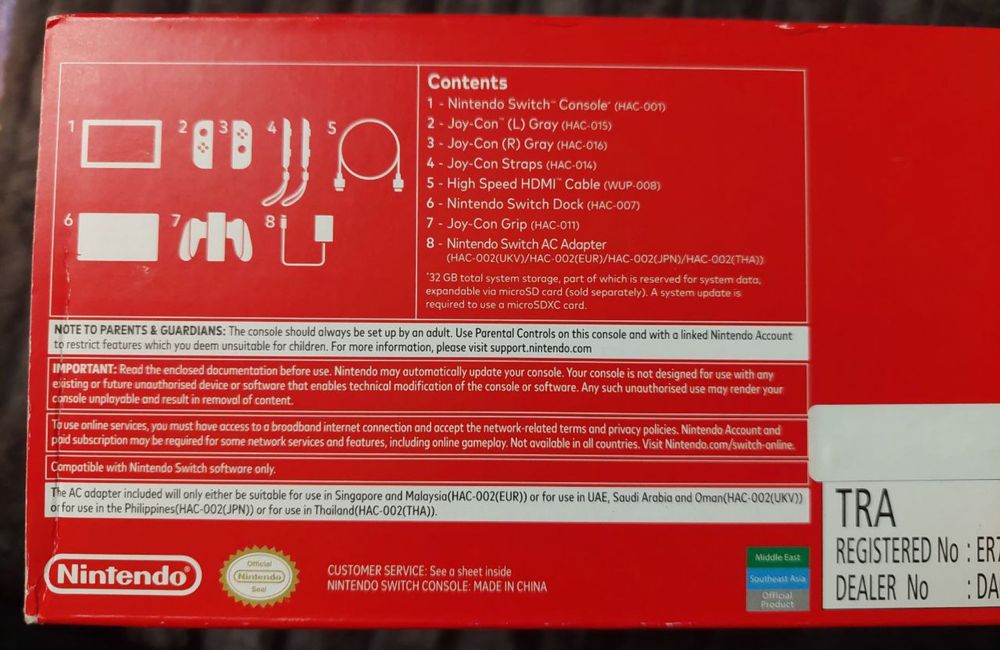 1
2
3
4
5
6
7
8
Contents
1 - Nintendo Switch™ Console* (HAC-001)
2 - Joy-Con™ (L) Gray (HAC-015)
3 - Joy-Con (R) Gray (HAC-016)
4 - Joy-Con Straps (HAC-014)
5 - High Speed HDMI™ Cable (WUP-008)
6 - Nintendo Switch Dock (HAC-007)
7 - Joy-Con Grip (HAC-011)
8 - Nintendo Switch AC Adapter
(HAC-002(UKV)/HAC-002(EUR)/HAC-002(JPN)/HAC-002(THA))
*32 GB total system storage, part of which is reserved for system data,
expandable via microSD card (sold separately). A system update is
required to use a microSDXC card.
NOTE TO PARENTS & GUARDIANS: The console should always be set up by an adult. Use Parental Controls on this console and with a linked Nintendo Account
to restrict features which you deem unsuitable for children. For more information, please visit support.nintendo.com
IMPORTANT: Read the enclosed documentation before use. Nintendo may automatically update your console. Your console is not designed for use with any
existing or future unauthorised device or software that enables technical modification of the console or software. Any such unauthorised use may render your
console unplayable and result in removal of content.
To use online services, you must have access to a broadband internet connection and accept the network-related terms and privacy policies. Nintendo Account and
paid subscription may be required for some network services and features, including online gameplay. Not available in all countries. Visit Nintendo.com/switch-online.
Compatible with Nintendo Switch software only.
The AC adapter included will only either be suitable for use in Singapore and Malaysia(HAC-002(EUR)) or for use in UAE, Saudi Arabia and Oman(HAC-002(UKV))
or for use in the Philippines(HAC-002(JPN)) or for use in Thailand(HAC-002(THA)).
Nintendo®
Official
Nintendo
Seal
CUSTOMER SERVICE: See a sheet inside
NINTENDO SWITCH CONSOLE: MADE IN CHINA
Middle East
Southeast Asia
Official
Product
TRA
REGISTERED No : ER
DEALER No : DA